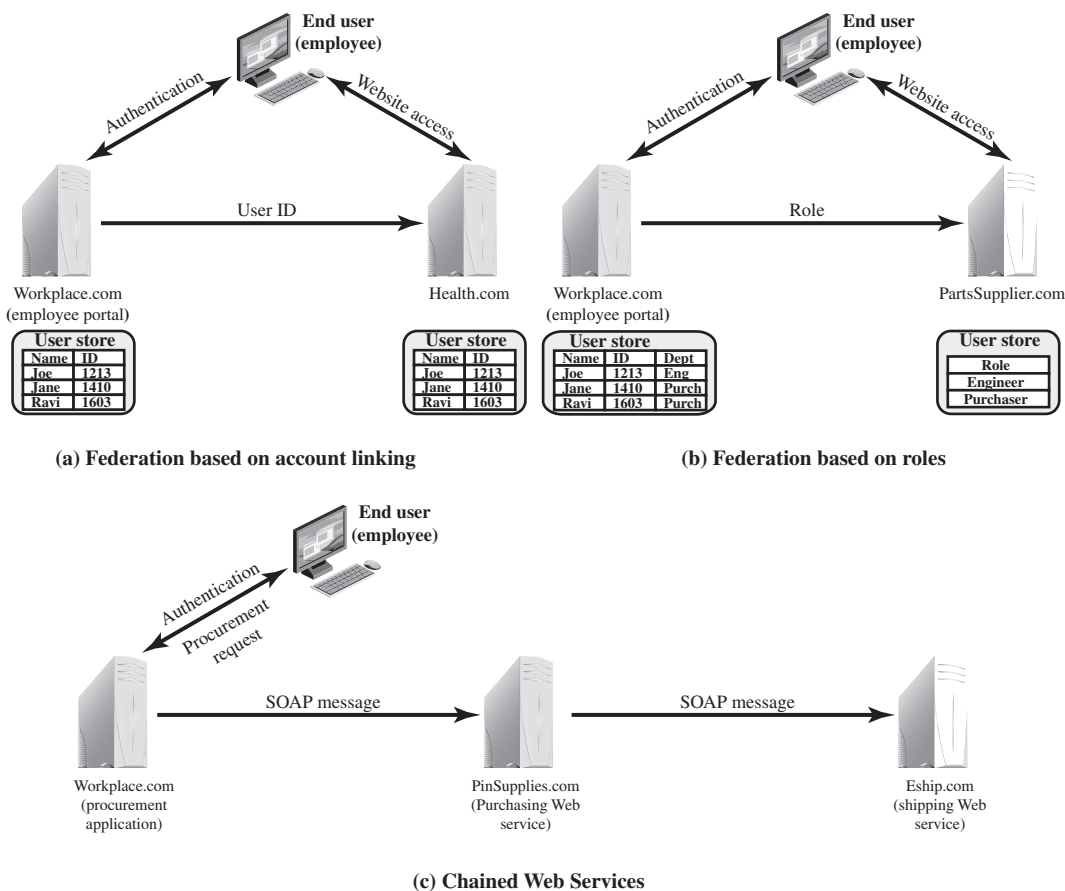 End user
(employee)
Authentication
Website access
User ID
Workplace.com
(employee portal)
Health.com
User store
Name ID
Joe 1213
Jane 1410
Ravi 1603
User store
Name ID
Joe 1213
Jane 1410
Ravi 1603
(a) Federation based on account linking
End user
(employee)
Authentication
Website access
Role
Workplace.com
(employee portal)
PartsSupplier.com
User store
Name ID Dept
Joe 1213 Eng
Jane 1410 Purch
Ravi 1603 Purch
User store
Role
Engineer
Purchaser
(b) Federation based on roles
End user
(employee)
Authentication
Procurement
request
SOAP message
SOAP message
Workplace.com
(procurement
application)
PinSupplies.com
(Purchasing Web
service)
Eship.com
(shipping Web
service)
(c) Chained Web Services